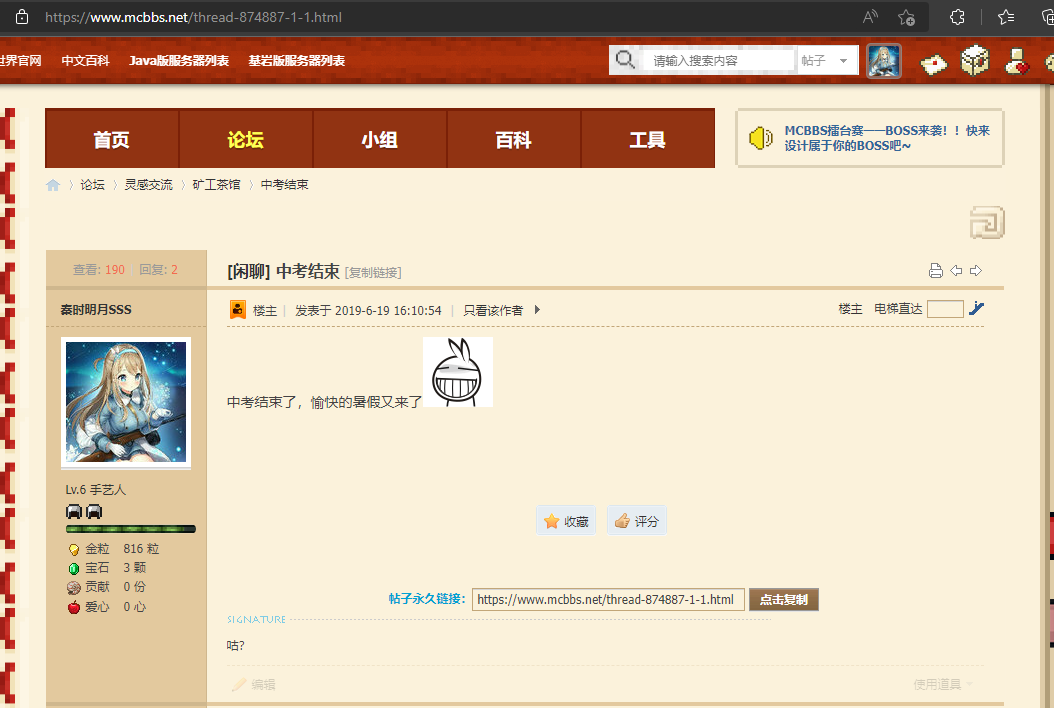 https://www.mcbbs.net/thread-874887-1-1.html
世界官网 中文百科 Java版服务器列表 基岩版服务器列表 请输入搜索内容 帖子
首页 论坛 小组 百科 工具
MCBBS擂台赛——BOSS来袭！！快来
设计属于你的BOSS吧~
论坛 灵感交流 矿工茶馆 中考结束
查看: 190 回复: 2
[闲聊] 中考结束 [复制链接]
秦时明月SSS
楼主 | 发表于 2019-6-19 16:10:54 | 只看该作者
楼主 电梯直达
中考结束了，愉快的暑假又来了
Lv.6 手艺人
金粒 816 粒
宝石 3 颗
贡献 0 份
爱心 0 心
收藏 评分
帖子永久链接: https://www.mcbbs.net/thread-874887-1-1.html 点击复制
SIGNATURE
咕?
编辑 使用道具